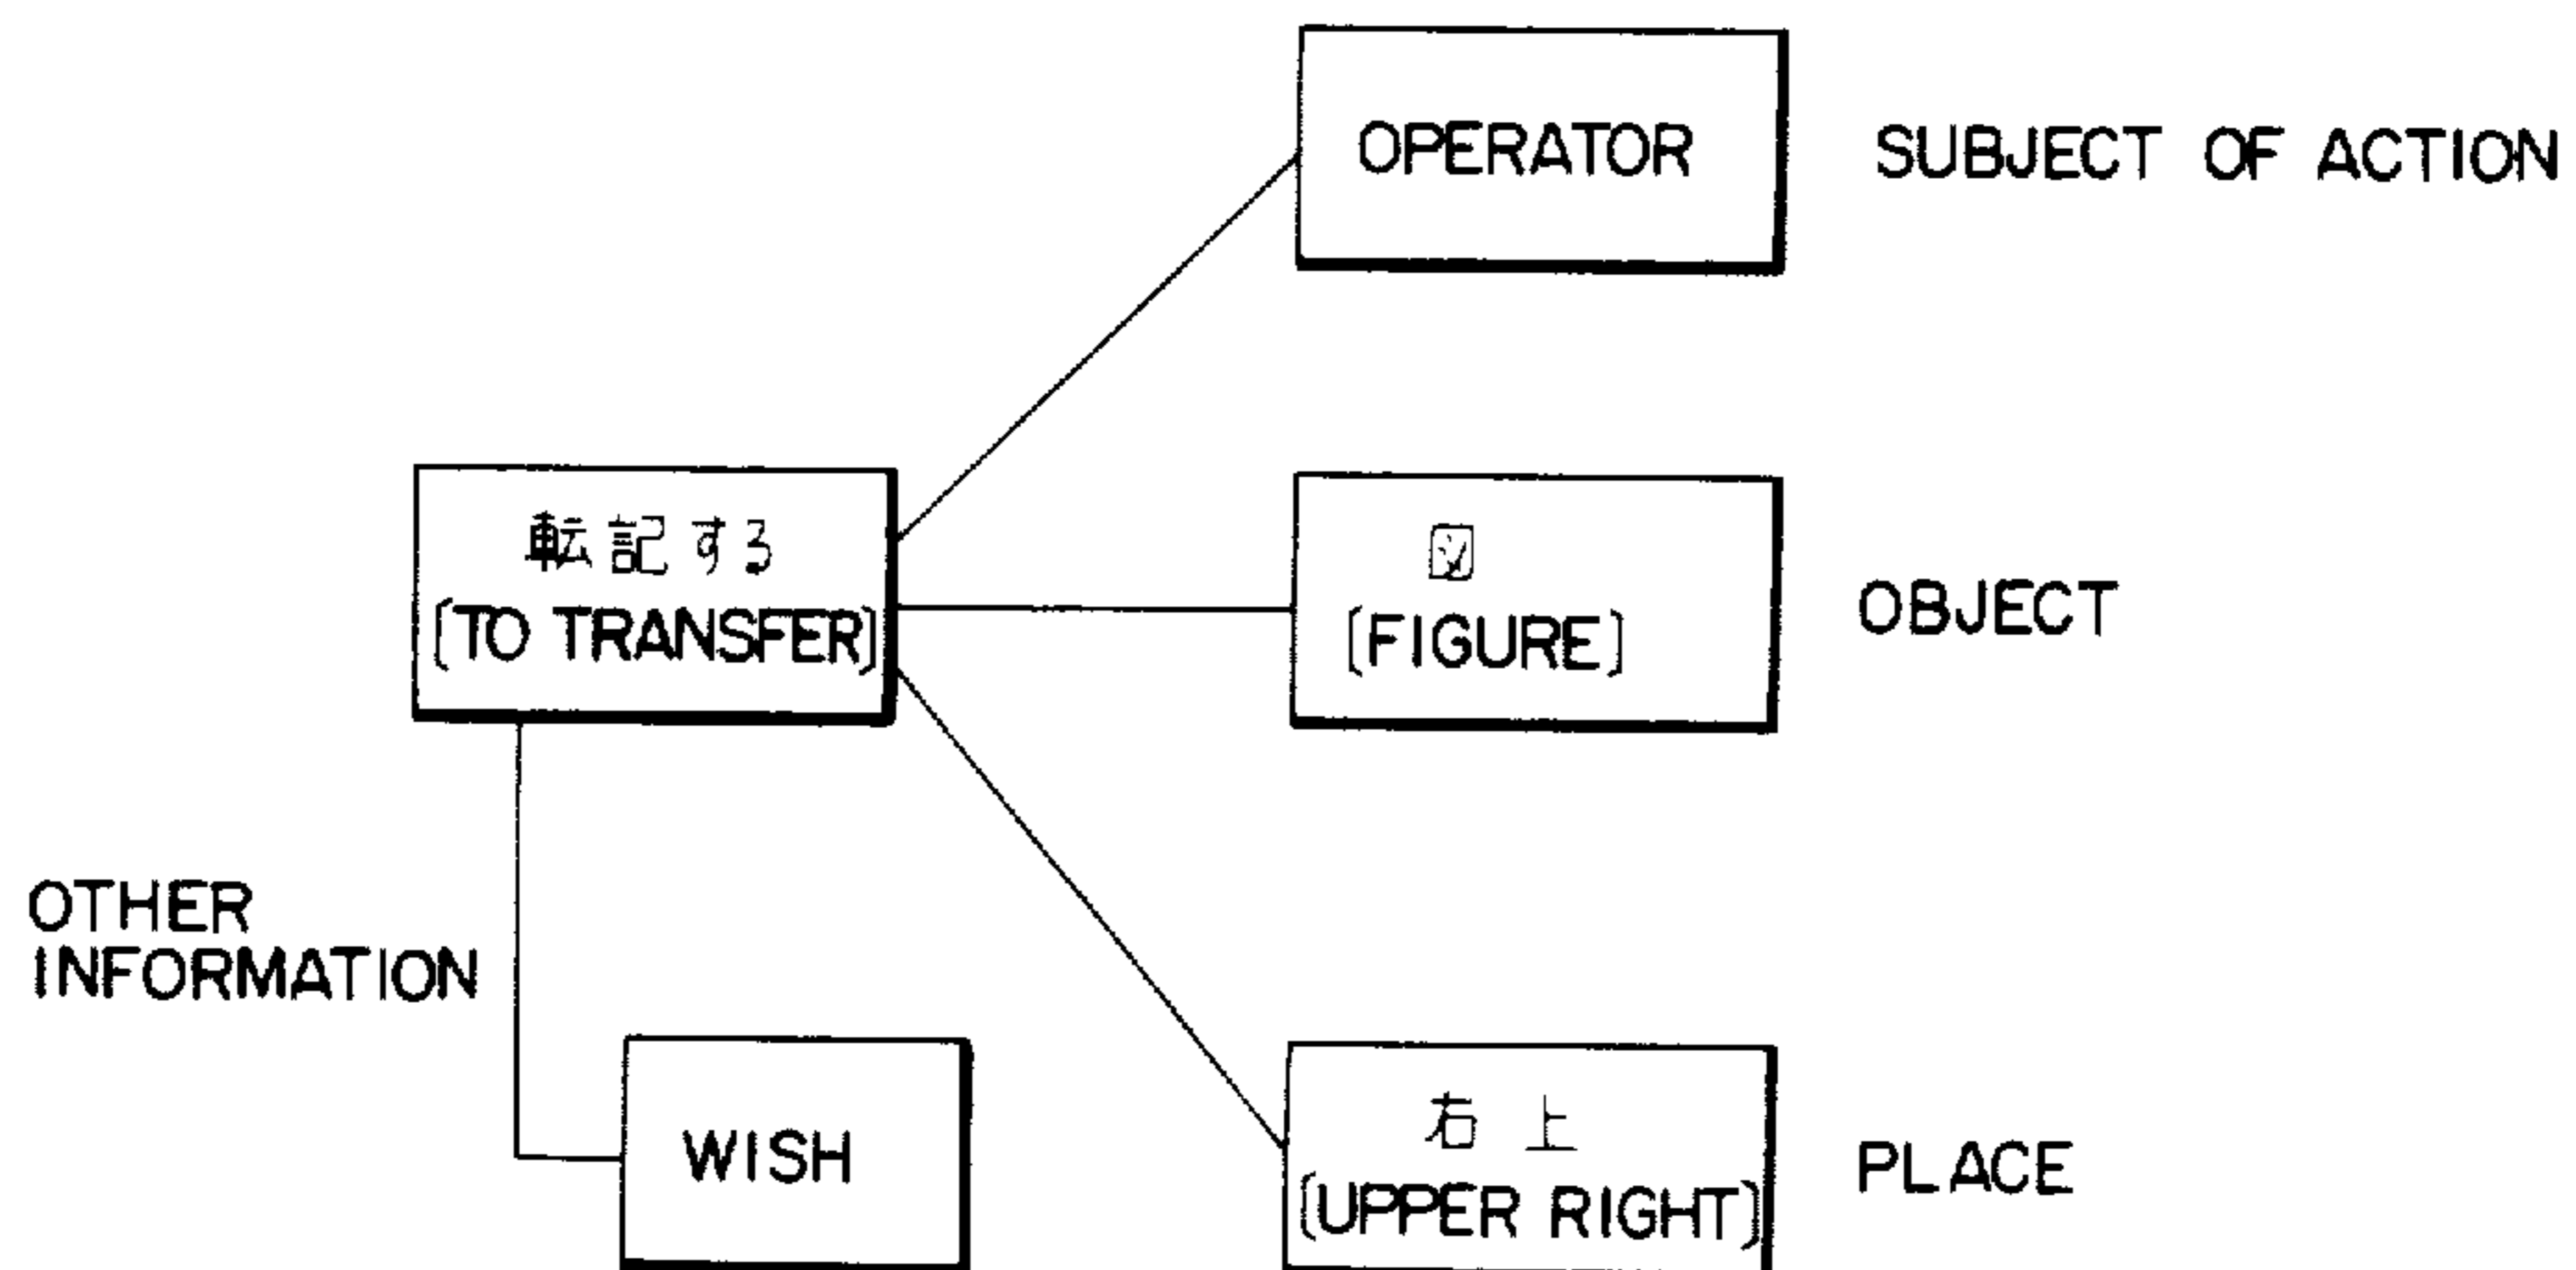 OPERATOR
SUBJECT OF ACTION
転記する
[TO TRANSFER]
図
[FIGURE]
OBJECT
OTHER
INFORMATION
WISH
右上
[UPPER RIGHT]
PLACE